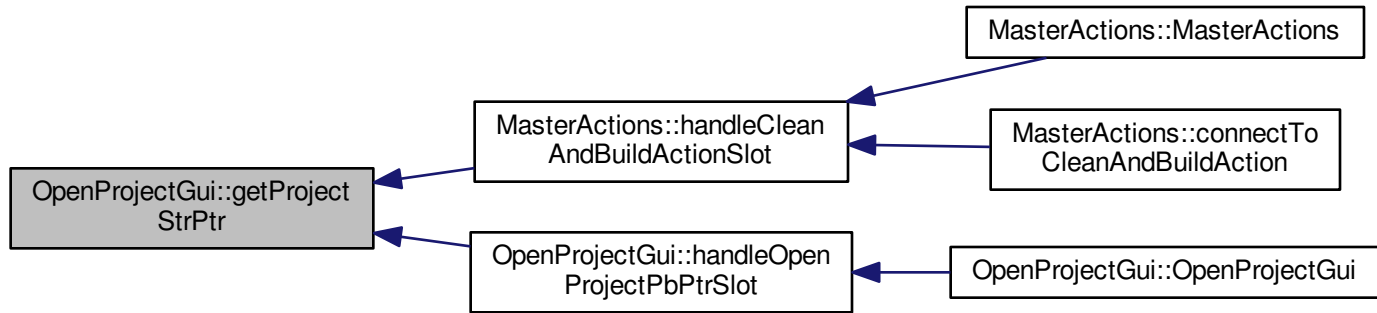 MasterActions::MasterActions
MasterActions::handleClean
AndBuildActionSlot
MasterActions::connectTo
CleanAndBuildAction
OpenProjectGui::getProject
StrPtr
OpenProjectGui::handleOpen
ProjectPbPtrSlot
OpenProjectGui::OpenProjectGui